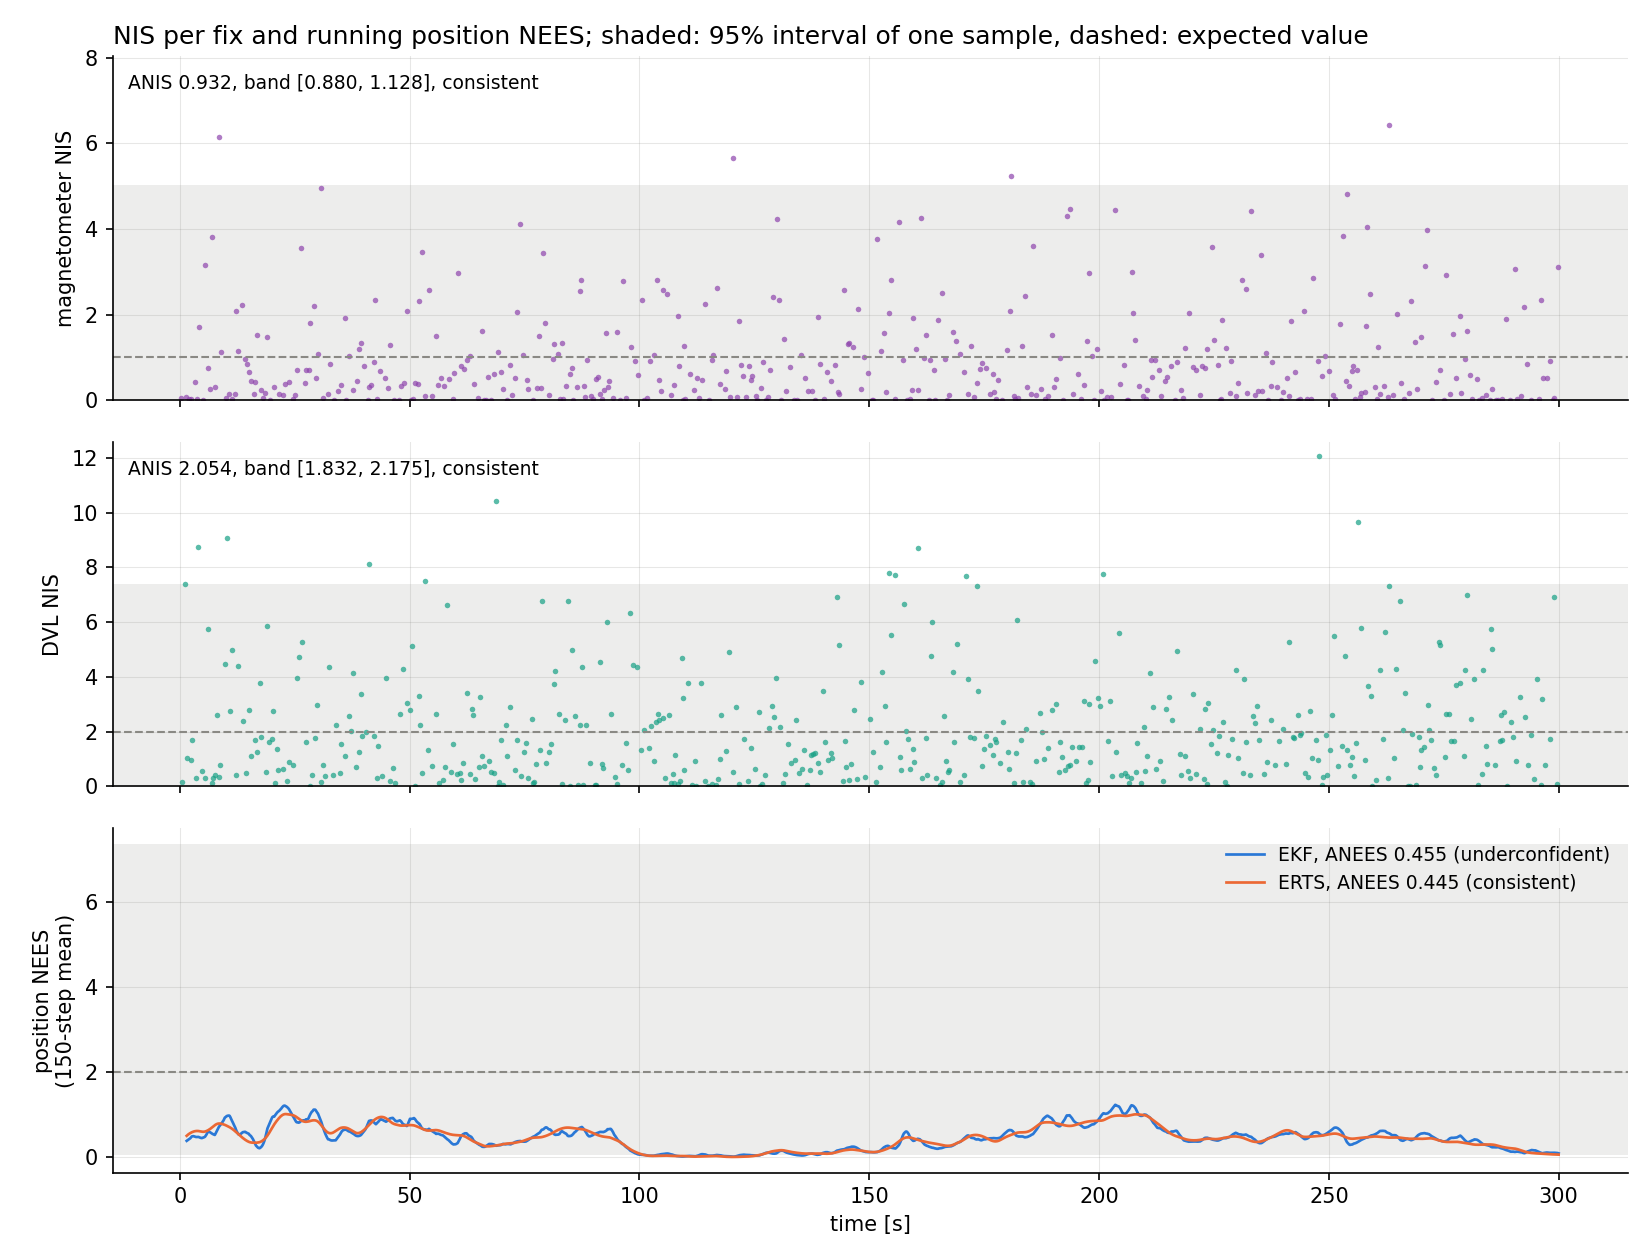 NIS per fix and running position NEES; shaded: 95% interval of one sample, dashed: expected value
ANIS 0.932, band [0.880, 1.128], consistent
magnetometer NIS
8
6
4
2
0
ANIS 2.054, band [1.832, 2.175], consistent
DVL NIS
12
10
8
6
4
2
0
EKF, ANEES 0.455 (underconfident)
ERTS, ANEES 0.445 (consistent)
position NEES
(150-step mean)
6
4
2
0
0 50 100 150 200 250 300
time [s]